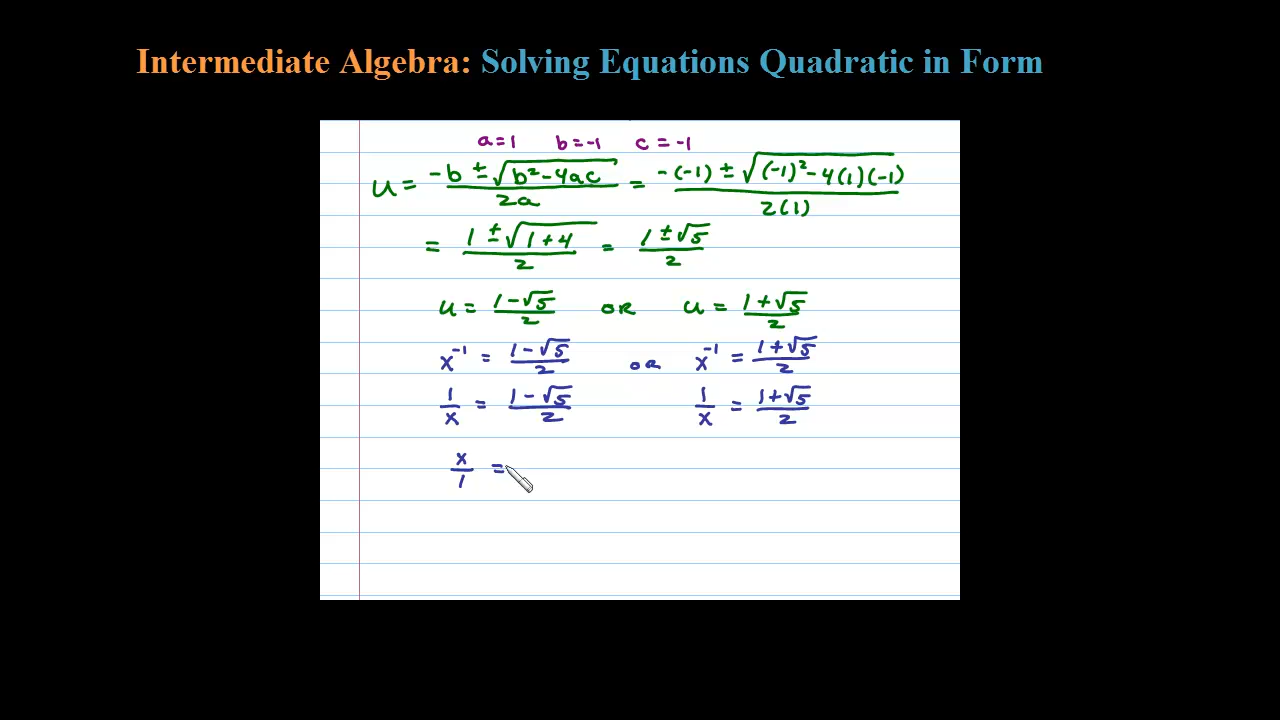 Intermediate Algebra: Solving Equations Quadratic in Form
a=1 b=-1 c=-1
u = (-b ± √(b² - 4ac))/(2a) = (-(-1) ± √((-1)² - 4(1)(-1)))/(2(1))
= (1 ± √(1+4))/2 = (1 ± √5)/2
u = (1-√5)/2 OR u = (1+√5)/2
x⁻¹ = (1-√5)/2 OR x⁻¹ = (1+√5)/2
1/x = (1-√5)/2 1/x = (1+√5)/2
x/1 =